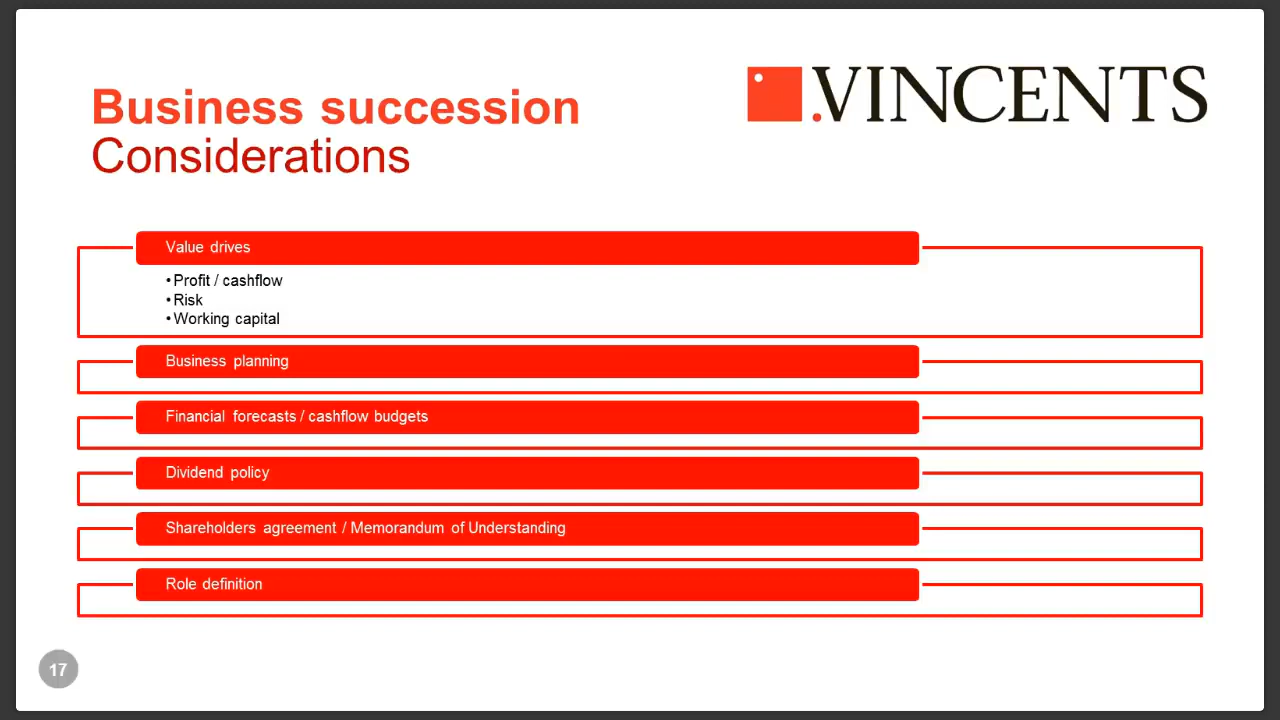 Business succession
Considerations
.VINCENTS
Value drives
•Profit / cashflow
•Risk
•Working capital
Business planning
Financial forecasts / cashflow budgets
Dividend policy
Shareholders agreement / Memorandum of Understanding
Role definition
17